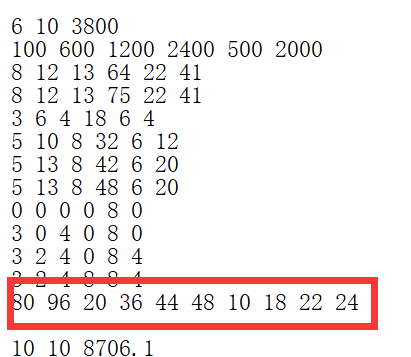 6 10 3800
100 600 1200 2400 500 2000
8 12 13 64 22 41
8 12 13 75 22 41
3 6 4 18 6 4
5 10 8 32 6 12
5 13 8 42 6 20
5 13 8 48 6 20
0 0 0 0 8 0
3 0 4 0 8 0
3 2 4 0 8 4
3 2 4 8 8 4
80 96 20 36 44 48 10 18 22 24
10 10 8706.1